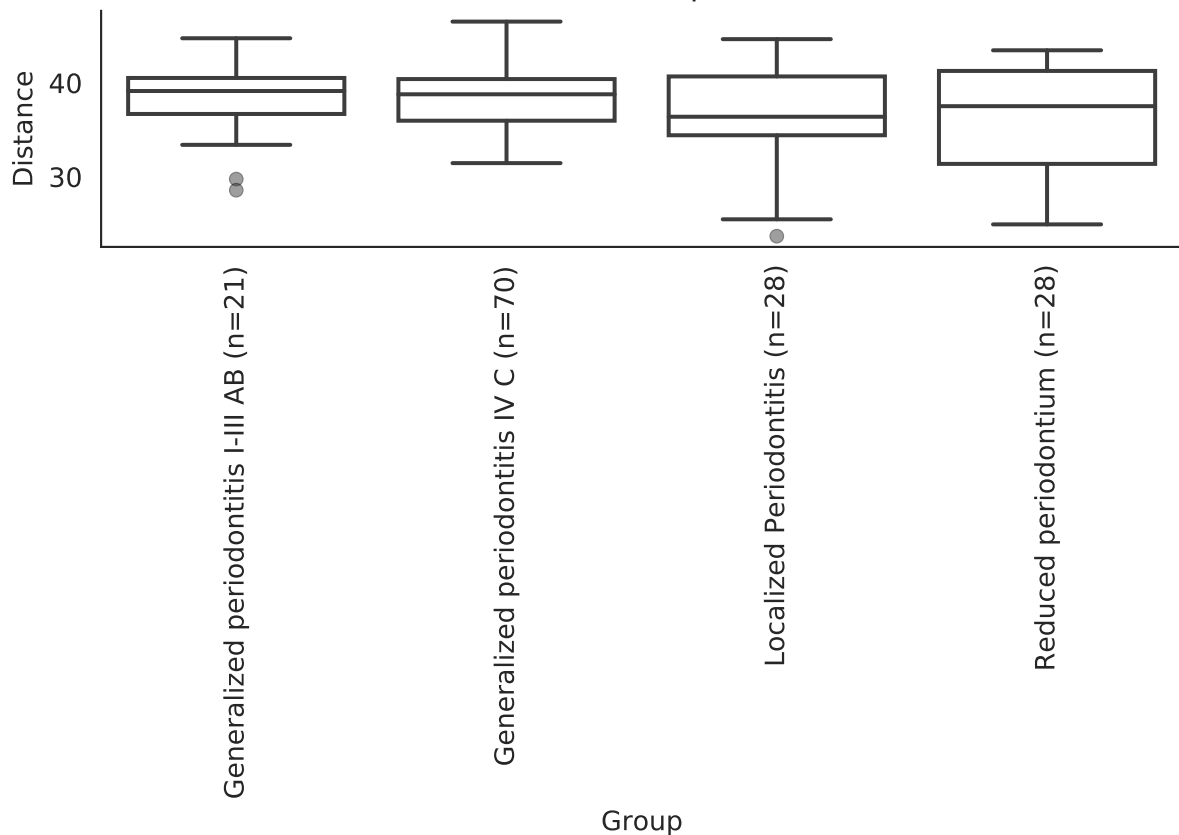 Distance
40
30
Generalized periodontitis I-III AB (n=21)
Generalized periodontitis IV C (n=70)
Localized Periodontitis (n=28)
Reduced periodontium (n=28)
Group